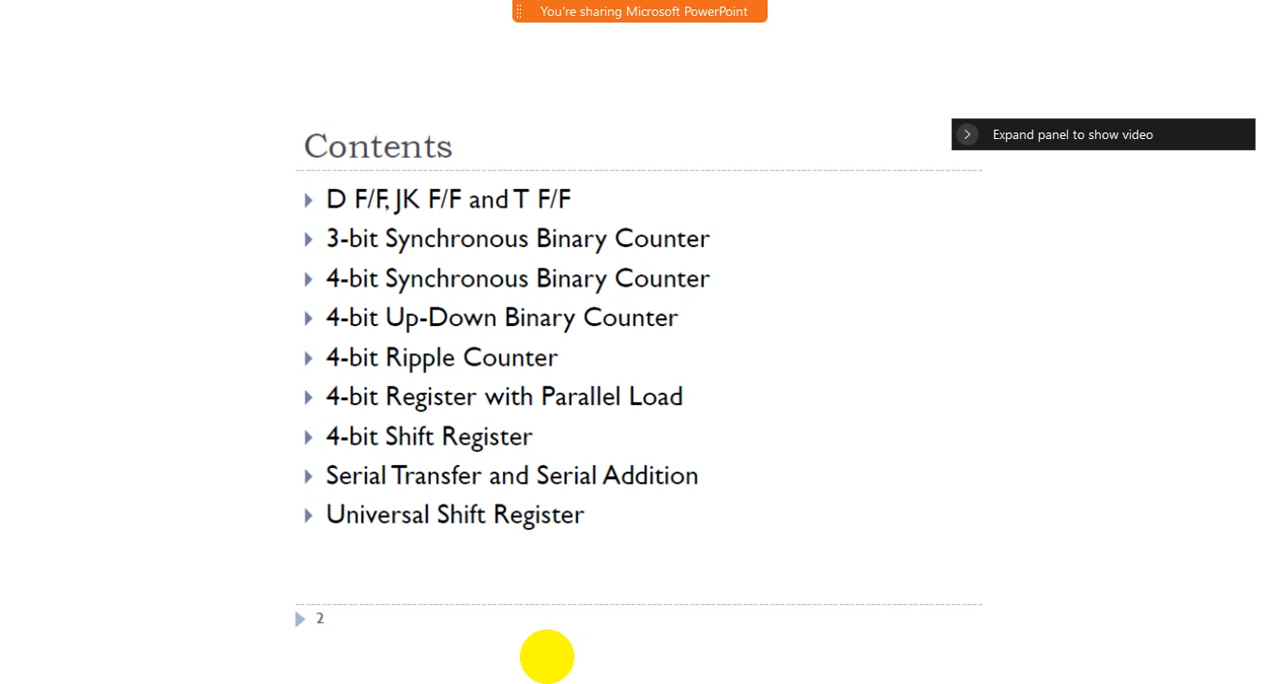 You're sharing Microsoft PowerPoint
Expand panel to show video
Contents
D F/F, JK F/F and T F/F
3-bit Synchronous Binary Counter
4-bit Synchronous Binary Counter
4-bit Up-Down Binary Counter
4-bit Ripple Counter
4-bit Register with Parallel Load
4-bit Shift Register
Serial Transfer and Serial Addition
Universal Shift Register
2